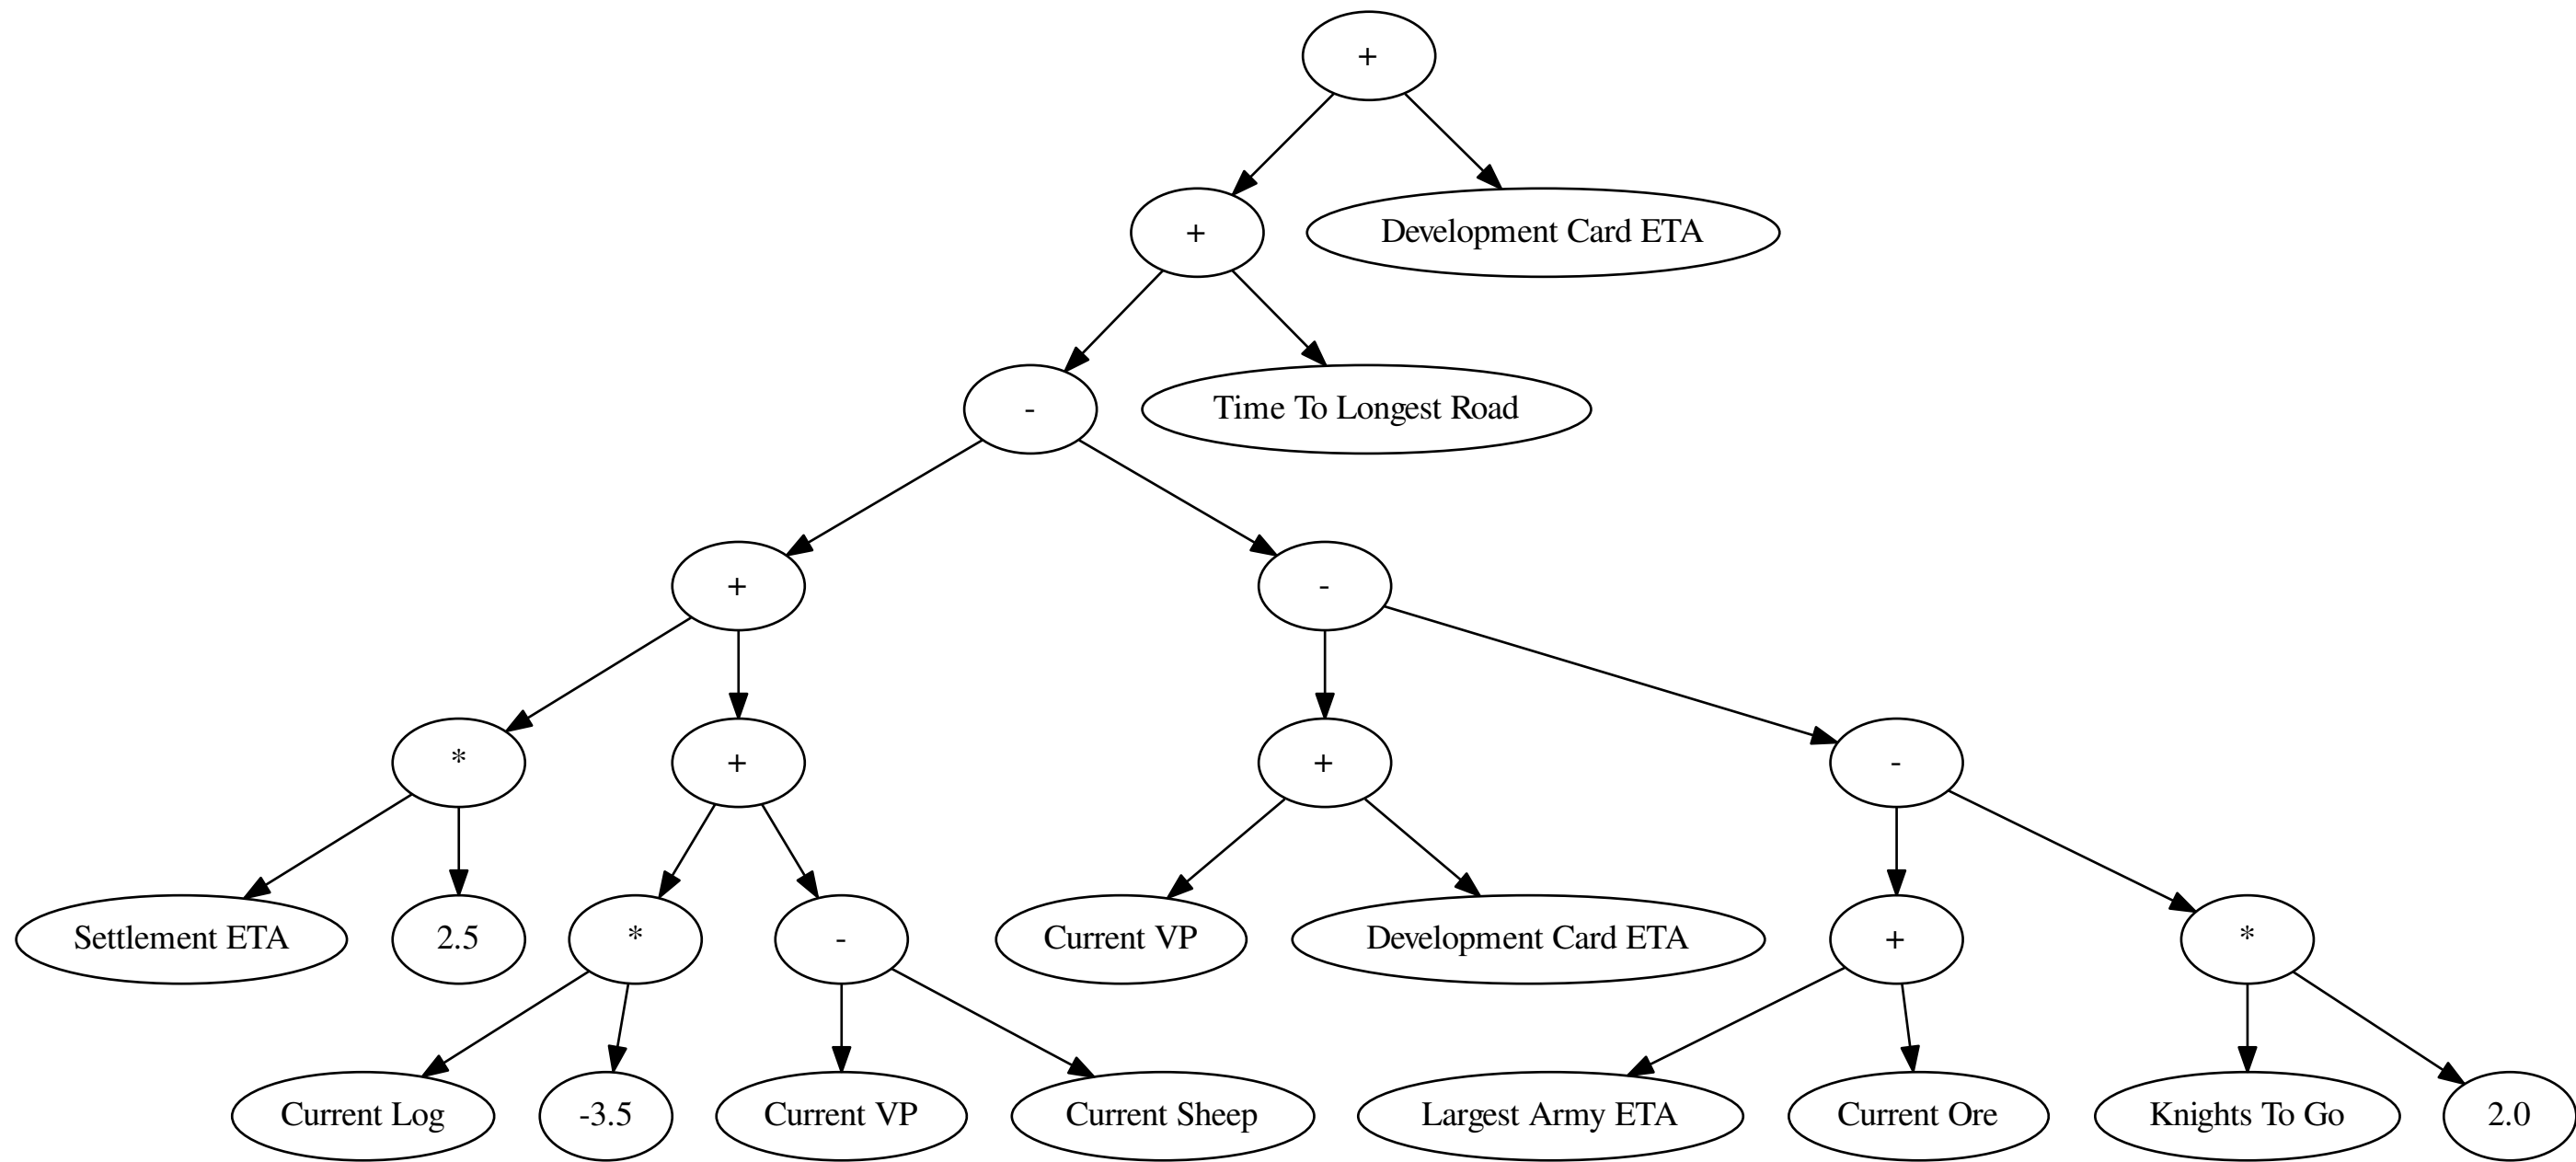 +
+
Development Card ETA
-
Time To Longest Road
+
-
*
+
+
-
Settlement ETA
2.5
*
-
Current VP
Development Card ETA
+
*
Current Log
-3.5
Current VP
Current Sheep
Largest Army ETA
Current Ore
Knights To Go
2.0